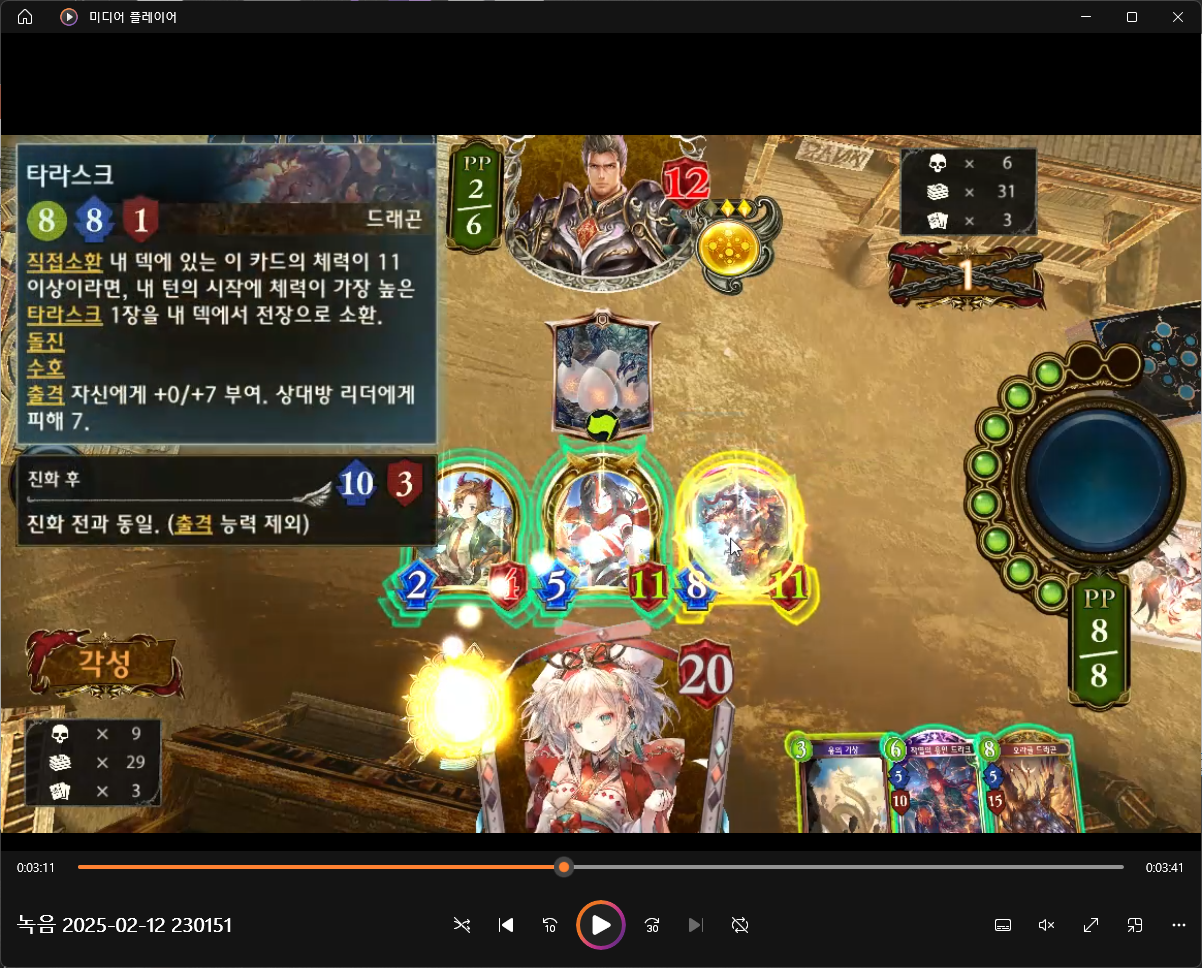 미디어 플레이어
타라스크
8 8 1
드래곤
직접소환 내 덱에 있는 이 카드의 체력이 11
이상이라면, 내 턴의 시작에 체력이 가장 높은
타라스크 1장을 내 덱에서 전장으로 소환.
돌진
수호
출격 자신에게 +0/+7 부여. 상대방 리더에게
피해 7.
진화 후
10 3
진화 전과 동일. (출격 능력 제외)
PP
2
6
12
× 6
× 31
× 3
1
2 4
5 11
8 11
PP
8
8
각성
20
× 9
× 29
× 3
3
6
5
10
8 오라클 드래곤
5
15
0:03:11
0:03:41
녹음 2025-02-12 230151
10
30